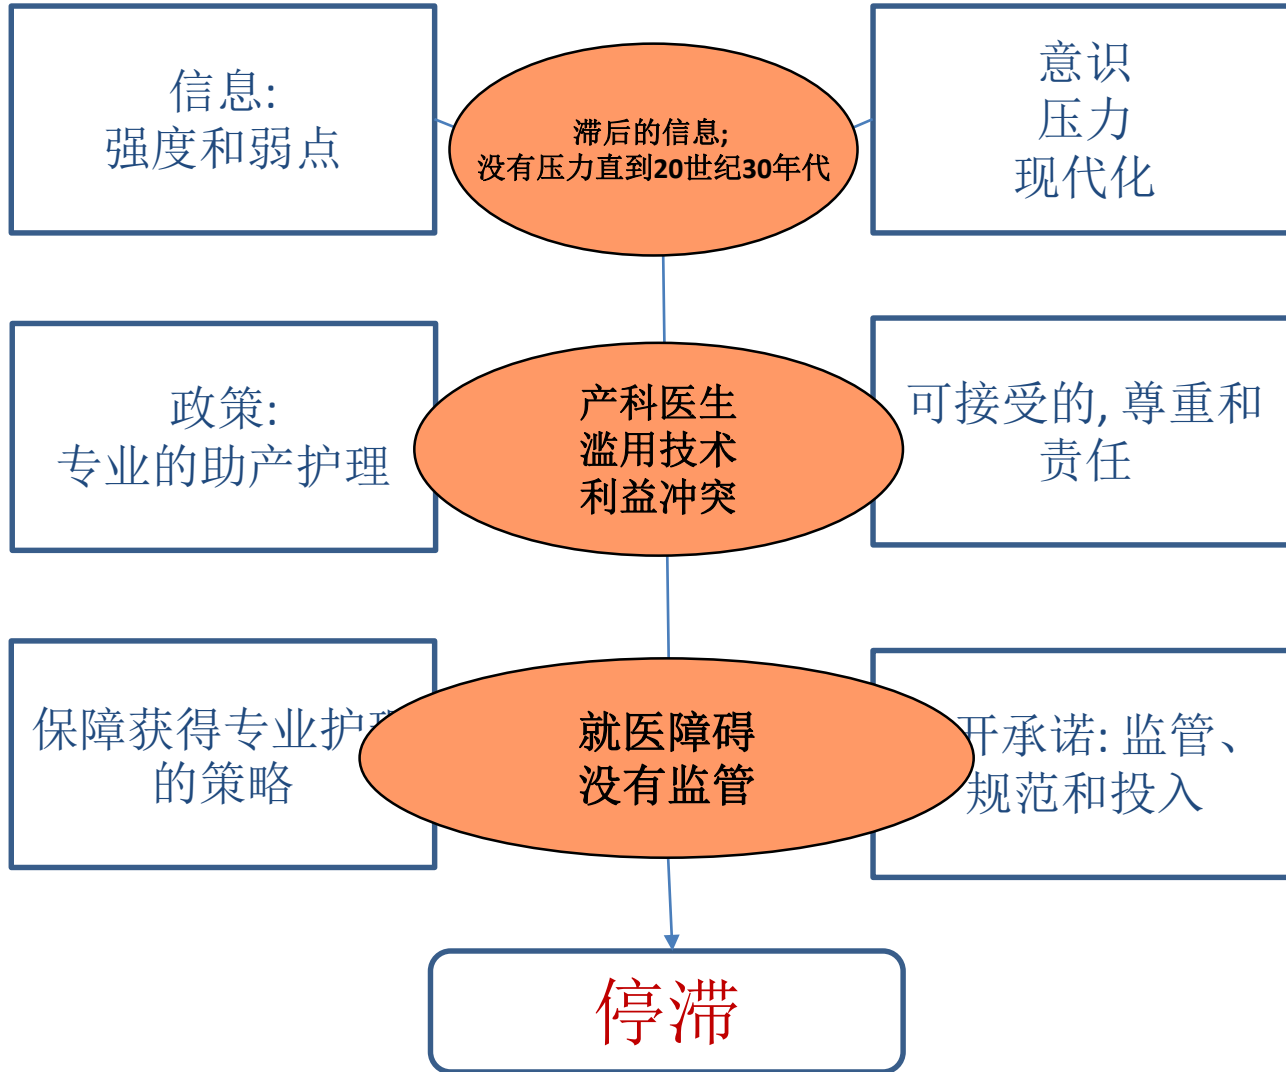 信息:
强度和弱点
滞后的信息;
没有压力直到20世纪30年代
意识
压力
现代化
政策:
专业的助产护理
产科医生
滥用技术
利益冲突
可接受的, 尊重和
责任
保障获得专业护理
的策略
就医障碍
没有监管
开承诺: 监管、
规范和投入
停滞